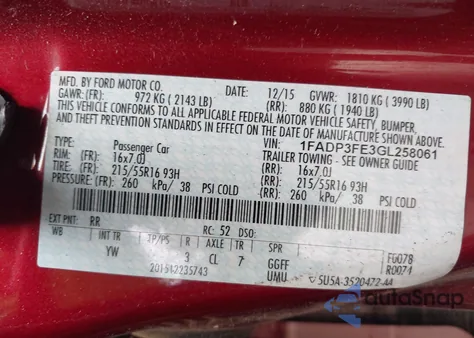 MFD. BY FORD MOTOR CO.
DATE: 12/15 GVWR: 1810 KG ( 3990 LB)
GAWR:(FR): 972 KG ( 2143 LB) (RR): 880 KG ( 1940 LB)
THIS VEHICLE CONFORMS TO ALL APPLICABLE FEDERAL MOTOR VEHICLE SAFETY, BUMPER,
AND THEFT PREVENTION STANDARDS IN EFFECT ON THE DATE OF MANUFACTURE SHOWN ABOVE.
VIN: 1FADP3FE3GL258061
TYPE: Passenger Car TRAILER TOWING - SEE OWNER GUIDE
RIM: (FR): 16x7.0J (RR): 16x7.0J
TIRE: (FR): 215/55R16 93H (RR): 215/55R16 93H
PRESSURE: (FR): 260 kPa/ 38 PSI COLD (RR): 260 kPa/ 38 PSI COLD
EXT PNT: RR RC: 52 DSO:
WB INT TR TP/PS R AXLE TR SPR F0078
YW 3 CL 7 GGFF R0074
201512235743 UMU 5U5A-3520472-AA
autoSnap